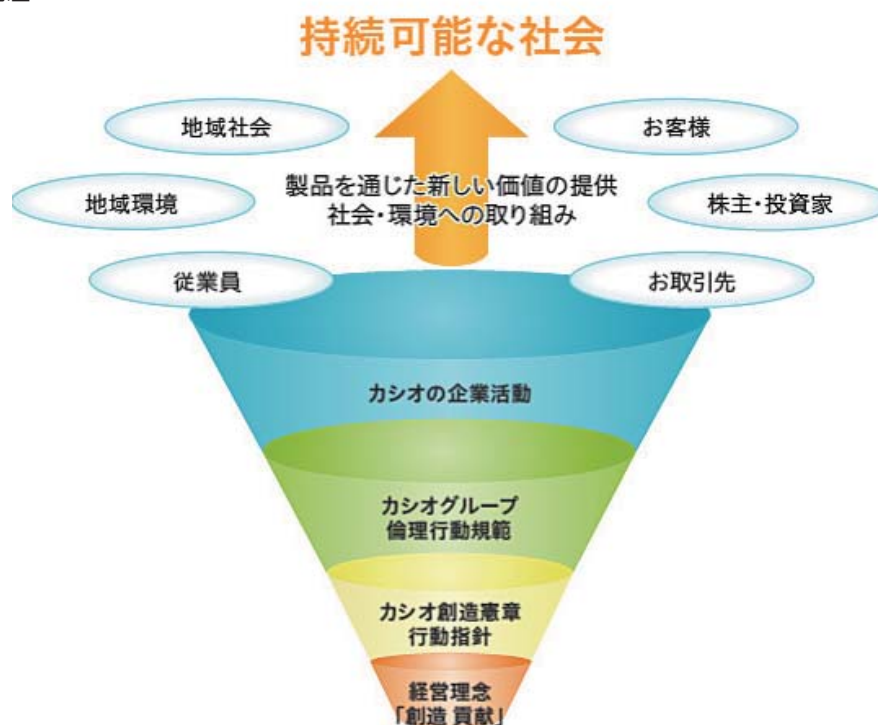 持続可能な社会
地域社会
お客様
製品を通じた新しい価値の提供
社会・環境への取り組み
地域環境
株主・投資家
従業員
お取引先
カシオの企業活動
カシオグループ
倫理行動規範
カシオ創造憲章
行動指針
経営理念
「創造 貢献」